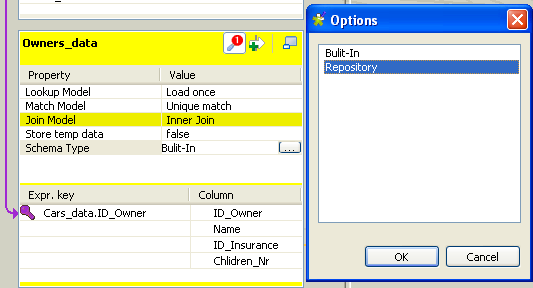 Owners_data
Property Value
Lookup Model Load once
Match Model Unique match
Join Model Inner Join
Store temp data false
Schema Type Bulit-In ...
Expr. key Column
Cars_data.ID_Owner ID_Owner
Name
ID_Insurance
Chlidren_Nr
Options
Bulit-In
Repository
OK Cancel